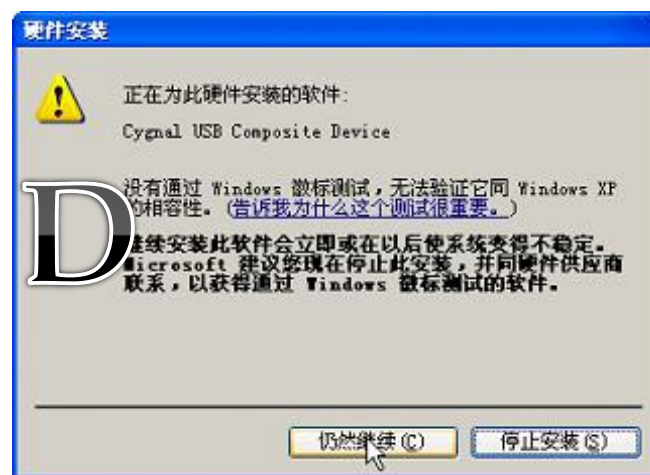 硬件安装
正在为此硬件安装的软件:
Cygnal USB Composite Device
没有通过 Windows 徽标测试，无法验证它同 Windows XP
的相容性。(告诉我为什么这个测试很重要。)
继续安装此软件会立即或在以后使系统变得不稳定。
Microsoft 建议您现在停止此安装，并同硬件供应商
联系，以获得通过 Windows 徽标测试的软件。
D
仍然继续(C)
停止安装(S)